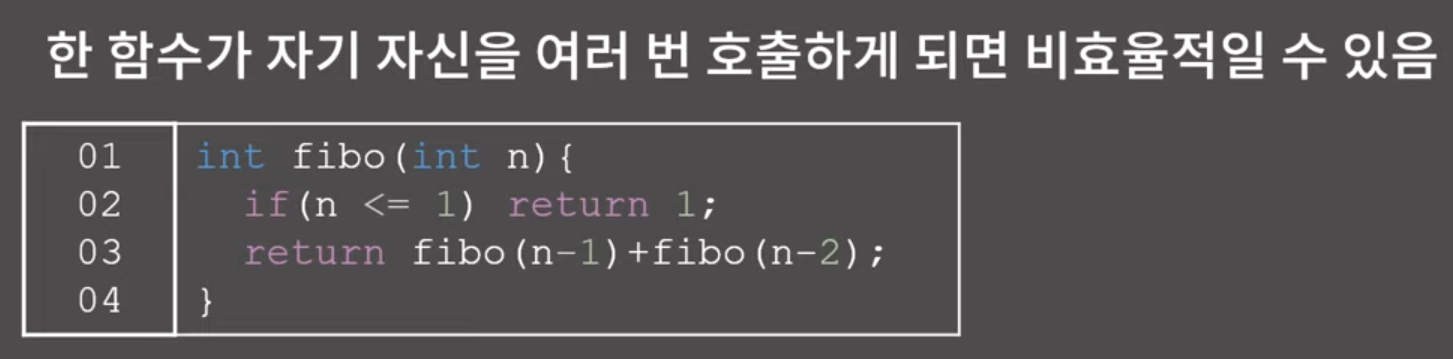 한 함수가 자기 자신을 여러 번 호출하게 되면 비효율적일 수 있음
01 int fibo(int n){
02 if(n <= 1) return 1;
03 return fibo(n-1)+fibo(n-2);
04 }